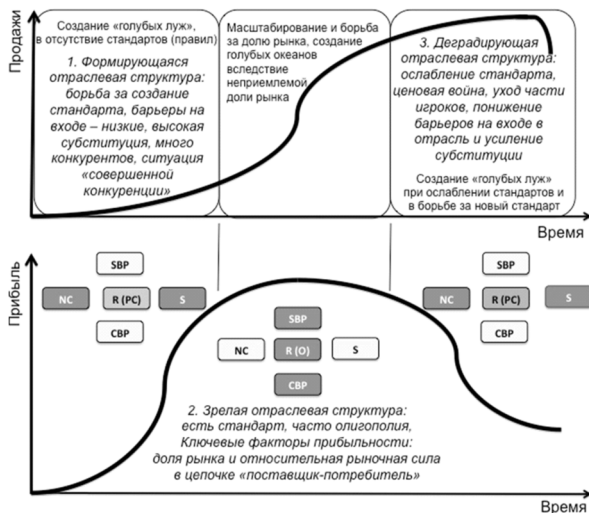 Продажи
Создание «голубых луж»,
в отсутствие стандартов (правил)
1. Формирующаяся
отраслевая структура:
борьба за создание
стандарта, барьеры на
входе – низкие, высокая
субституция, много
конкурентов, ситуация
«совершенной
конкуренции»
Масштабирование и борьба
за долю рынка, создание
голубых океанов
вследствие
неприемлемой
доли рынка
3. Деградирующая
отраслевая структура:
ослабление стандарта,
ценовая война, уход части
игроков, понижение
барьеров на входе в
отрасль и усиление
субституции
Создание «голубых луж»
при ослаблении стандартов и
в борьбе за новый стандарт
Время
Прибыль
SBP
NC
R (PC)
S
CBP
SBP
NC
R (O)
S
CBP
SBP
NC
R (PC)
S
CBP
2. Зрелая отраслевая структура:
есть стандарт, часто олигополия,
Ключевые факторы прибыльности:
доля рынка и относительная рыночная сила
в цепочке «поставщик-потребитель»
Время